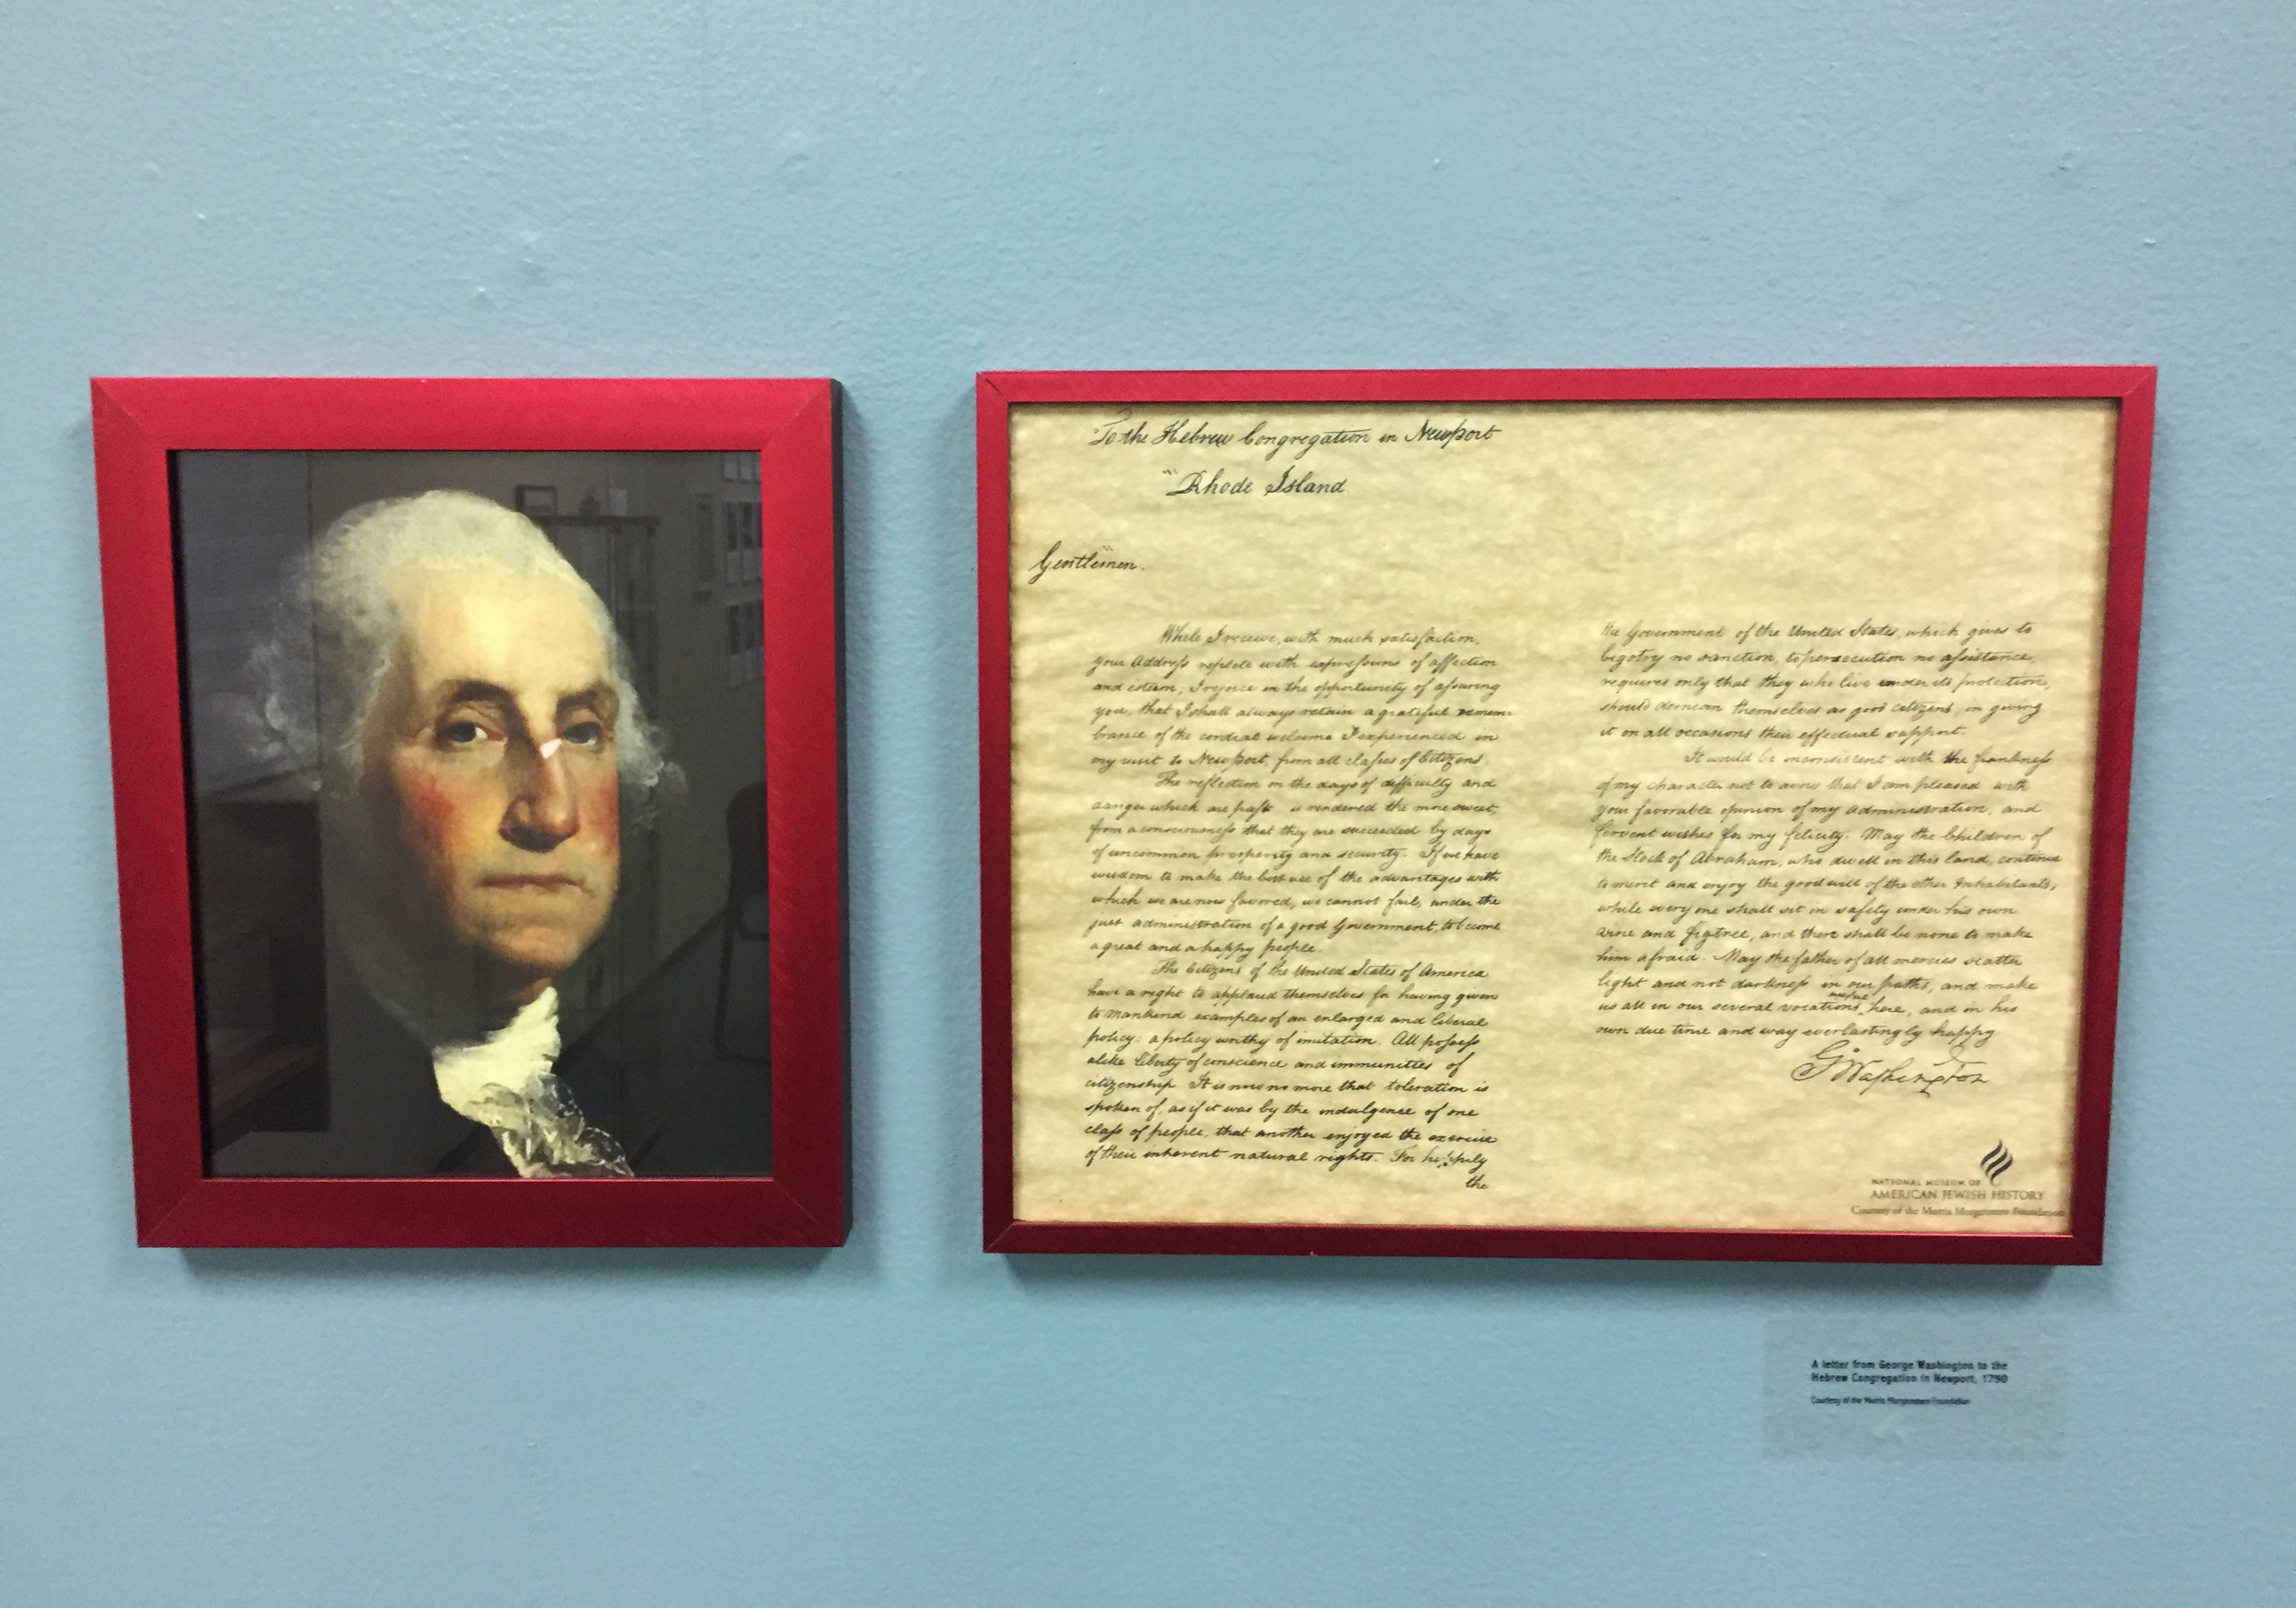 To the Hebrew Congregation in Newport
Rhode Island.
Gentlemen.
While I receive, with much satisfaction,
your Address replete with expressions of affection
and esteem; I rejoice in the opportunity of assuring
you, that I shall always retain a grateful remem-
brance of the cordial welcome I experienced in
my visit to Newport, from all classes of Citizens.
The reflection on the days of difficulty and
danger which are past is rendered the more sweet,
from a consciousness that they are succeeded by days
of uncommon prosperity and security. If we have
wisdom to make the best use of the advantages with
which we are now favored, we cannot fail, under the
just administration of a good Government, to become
a great and a happy people.
The Citizens of the United States of America
have a right to applaud themselves for having given
to mankind examples of an enlarged and liberal
policy: a policy worthy of imitation. All possess
alike liberty of conscience and immunities of
citizenship It is now no more that toleration is
spoken of, as if it was by the indulgence of one
class of people, that another enjoyed the exercise
of their inherent natural rights. For happily
the
the Government of the United States, which gives to
bigotry no sanction, to persecution no assistance,
requires only that they who live under its protection,
should demean themselves as good citizens, in giving
it on all occasions their effectual support.
It would be inconsistent with the frankness
of my character not to avow that I am pleased with
your favorable opinion of my administration, and
fervent wishes for my felicity. May the Children of
the Stock of Abraham, who dwell in this land, continue
to merit and enjoy the good will of the other Inhabitants,
while every one shall sit in safety under his own
vine and figtree, and there shall be none to make
him afraid. May the father of all mercies scatter
light and not darkness in our paths, and make
us all in our several vocations useful here, and in his
own due time and way everlastingly happy
G. Washington
NATIONAL MUSEUM OF
AMERICAN JEWISH HISTORY
Courtesy of the Morris Morgenstern Foundation
A letter from George Washington to the
Hebrew Congregation in Newport, 1790
Courtesy of the Morris Morgenstern Foundation